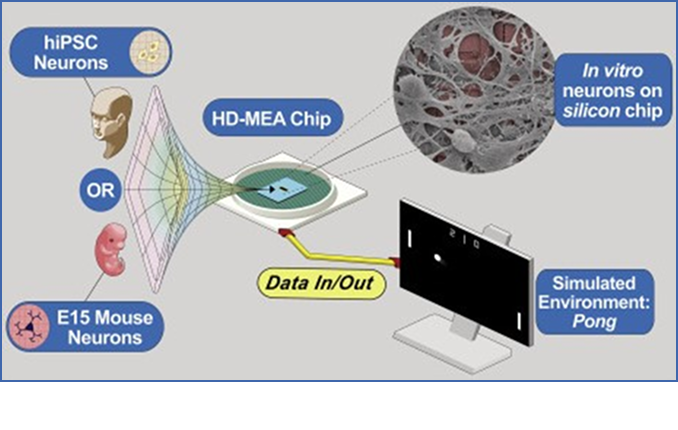 hiPSC
Neurons
HD-MEA Chip
In vitro
neurons on
silicon chip
OR
2 1 0
Data In/Out
Simulated
Environment:
Pong
E15 Mouse
Neurons